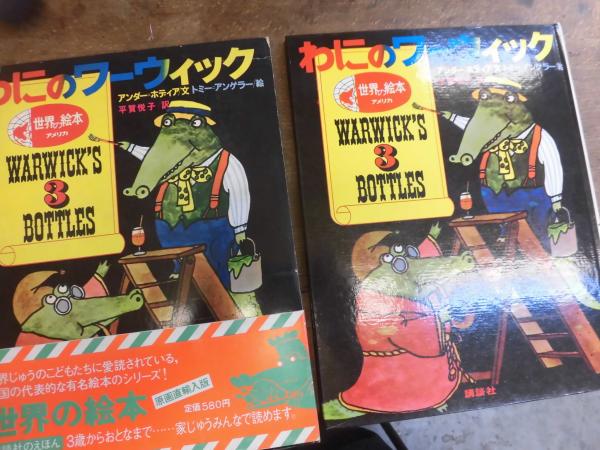 わにのワーウィック
アンダー・ホディア/文 トミー・アンゲラー/絵
平賀悦子/訳
世界の絵本
アメリカ
WARWICK'S
3
BOTTLES
界じゅうのこどもたちに愛読されている、
国の代表的な有名絵本のシリーズ!
世界の絵本
原画直輸入版
定価580円
談社のえほん
3歳からおとなまで……家じゅうみんなで読めます。
わにのワーウィック
世界の絵本
アメリカ
WARWICK'S
3
BOTTLES
講談社